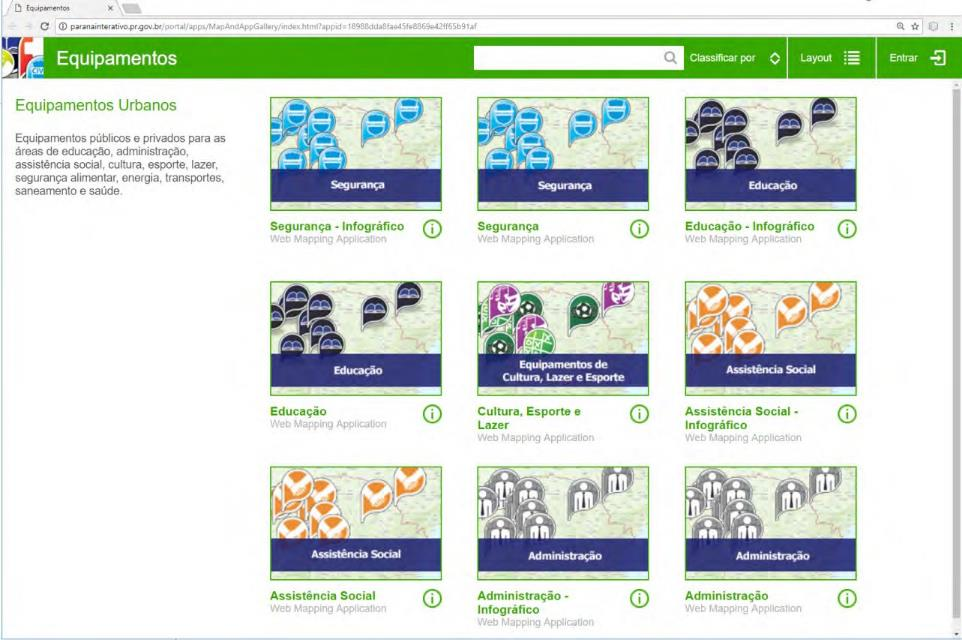 Equipamentos
paranainterativo.pr.gov.br/portal/apps/MapAndAppGallery/index.html?appid=18988dda8fae45fe8869e42ff65b91af
Equipamentos
Classificar por
Layout
Entrar
Equipamentos Urbanos
Equipamentos públicos e privados para as
áreas de educação, administração,
assistência social, cultura, esporte, lazer,
segurança alimentar, energia, transportes,
saneamento e saúde.
Segurança
Segurança - Infográfico
Web Mapping Application
Segurança
Segurança
Web Mapping Application
Educação
Educação - Infográfico
Web Mapping Application
Educação
Educação
Web Mapping Application
Equipamentos de
Cultura, Lazer e Esporte
Cultura, Esporte e
Lazer
Web Mapping Application
Assistência Social
Assistência Social -
Infográfico
Web Mapping Application
Assistência Social
Assistência Social
Web Mapping Application
Administração
Administração -
Infográfico
Web Mapping Application
Administração
Administração
Web Mapping Application